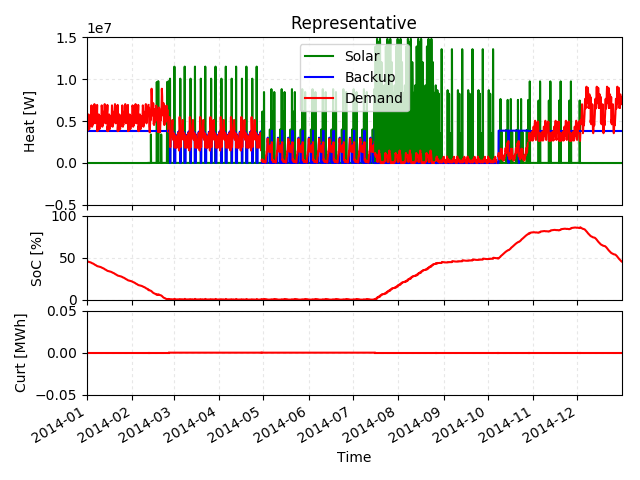 Representative
1e7
1.5
1.0
0.5
0.0
−0.5
Heat [W]
Solar
Backup
Demand
100
50
0
SoC [%]
0.05
0.00
−0.05
Curt [MWh]
2014-01
2014-02
2014-03
2014-04
2014-05
2014-06
2014-07
2014-08
2014-09
2014-10
2014-11
2014-12
Time